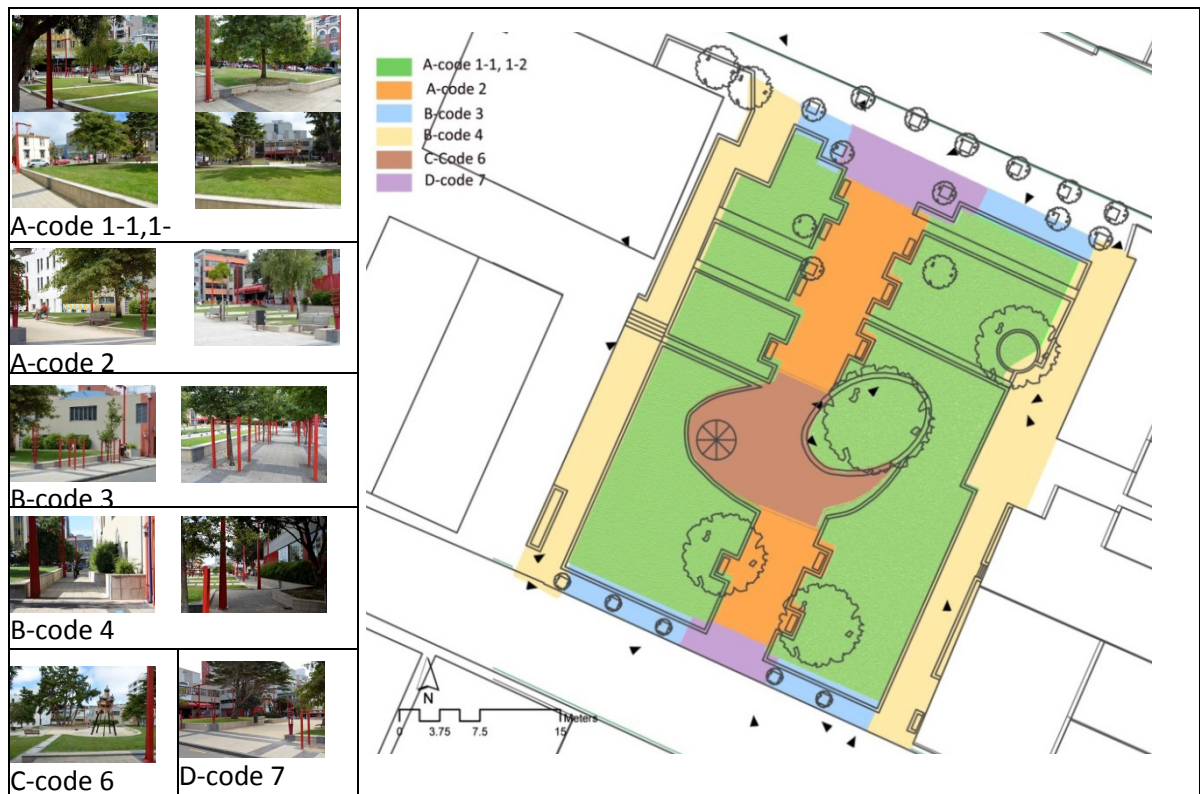 A-code 1-1,1-
A-code 2
B-code 3
B-code 4
C-code 6
D-code 7
A-code 1-1, 1-2
A-code 2
B-code 3
B-code 4
C-Code 6
D-code 7
N
Meters
0 3.75 7.5 15